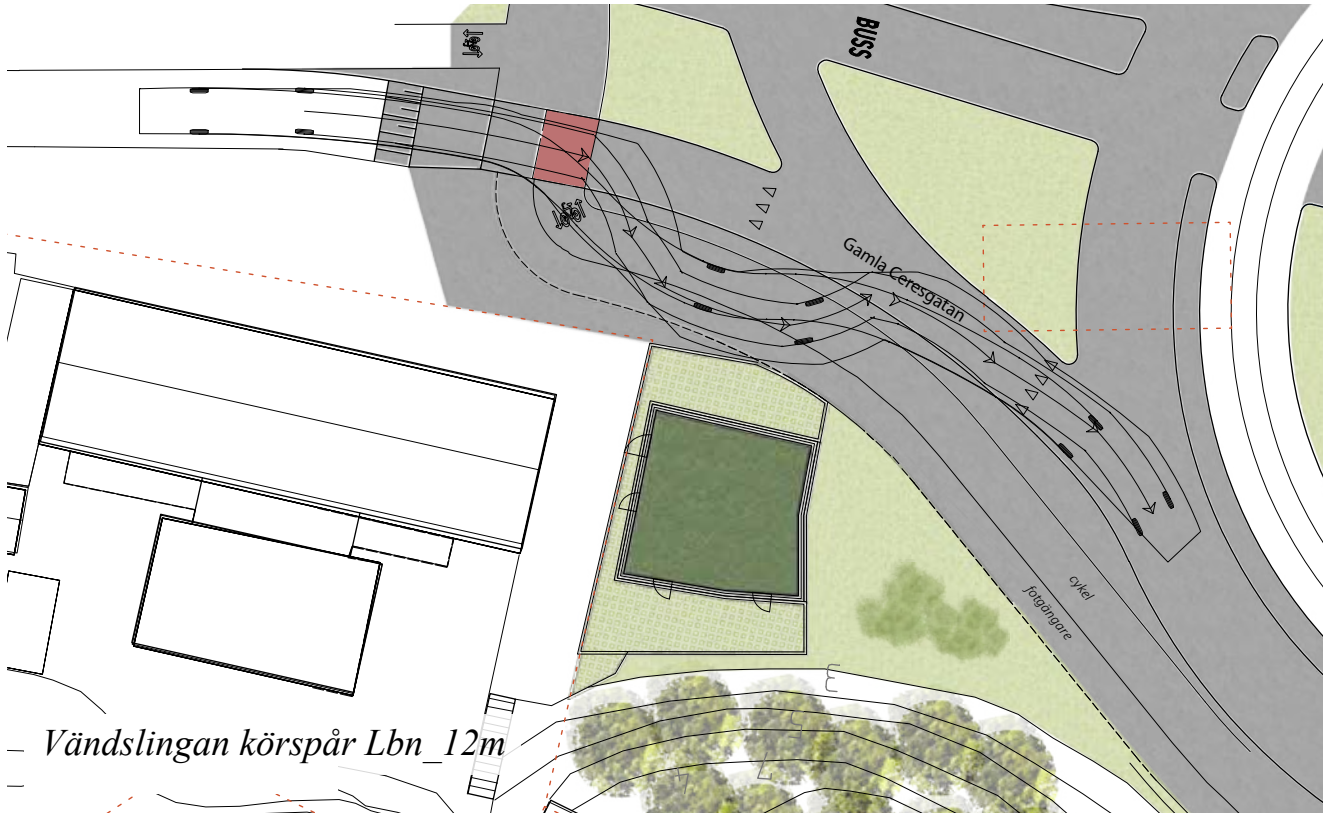 BUSS
Gamla Ceresgatan
cykel
fotgängare
Vändslingan körspår Lbn_12m